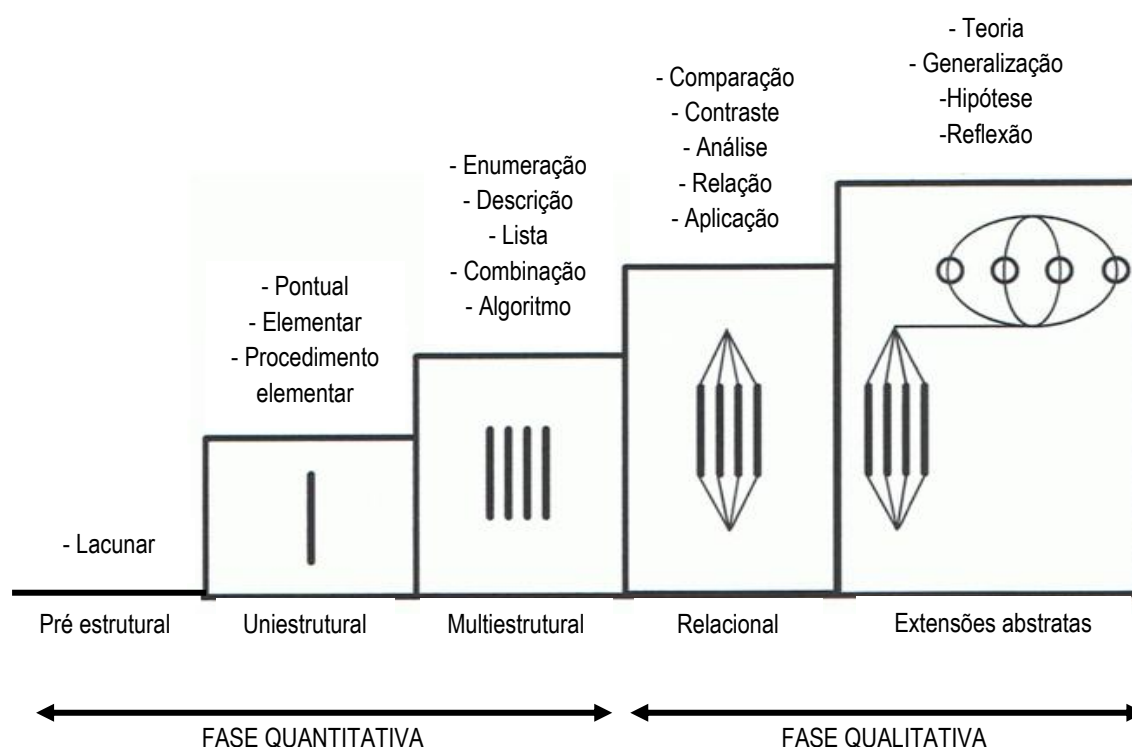 - Lacunar
- Pontual
- Elementar
- Procedimento
elementar
- Enumeração
- Descrição
- Lista
- Combinação
- Algoritmo
- Comparação
- Contraste
- Análise
- Relação
- Aplicação
- Teoria
- Generalização
-Hipótese
-Reflexão
Pré estrutural
Uniestrutural
Multiestrutural
Relacional
Extensões abstratas
FASE QUANTITATIVA
FASE QUALITATIVA